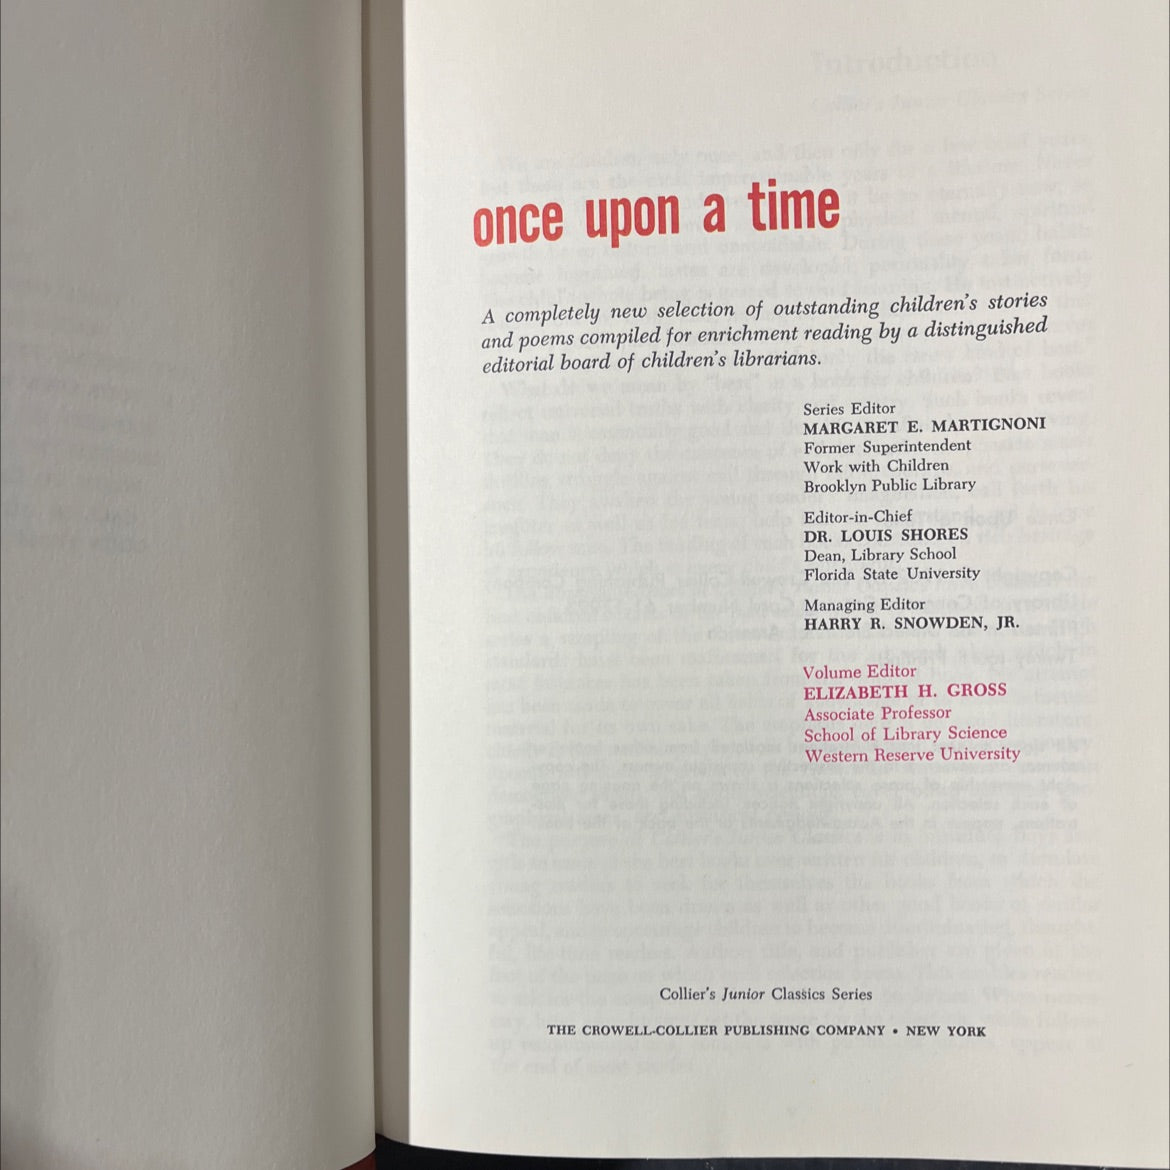 once upon a time
A completely new selection of outstanding children's stories
and poems compiled for enrichment reading by a distinguished
editorial board of children's librarians.
Series Editor
MARGARET E. MARTIGNONI
Former Superintendent
Work with Children
Brooklyn Public Library
Editor-in-Chief
DR. LOUIS SHORES
Dean, Library School
Florida State University
Managing Editor
HARRY R. SNOWDEN, JR.
Volume Editor
ELIZABETH H. GROSS
Associate Professor
School of Library Science
Western Reserve University
Collier's Junior Classics Series
THE CROWELL-COLLIER PUBLISHING COMPANY • NEW YORK